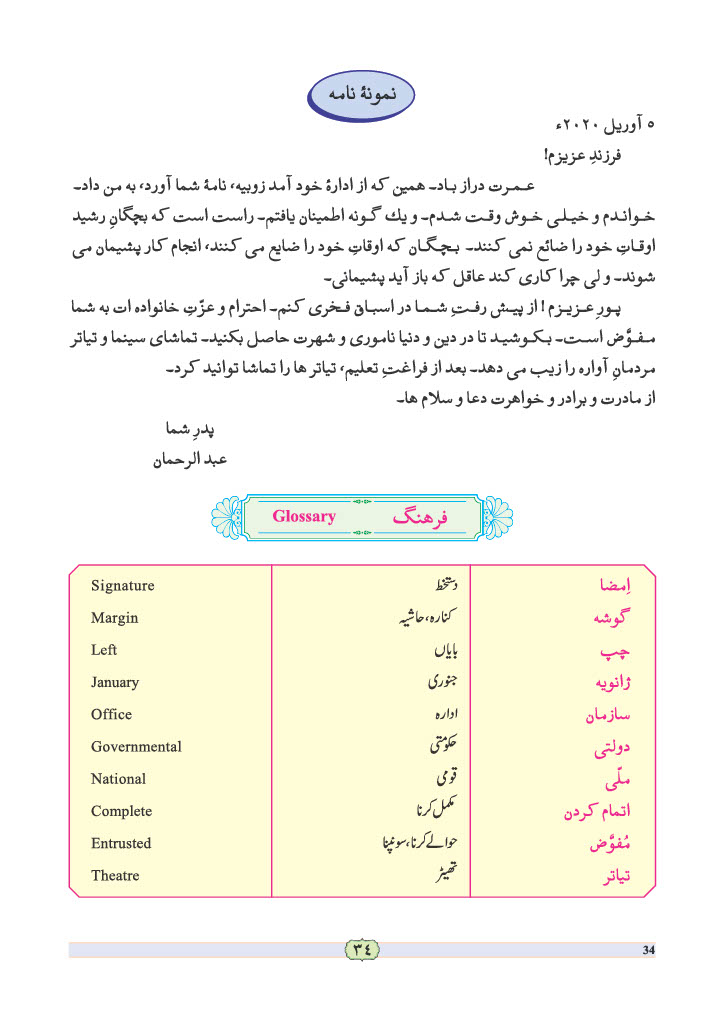 نمونهٔ نامه
۵ آوریل ۲۰۲۰ء
فرزندِ عزیزم!
عمرت دراز باد۔ همین که از ادارهٔ خود آمد زوبیه، نامهٔ شما آورد، به من داد۔
خواندم و خیلی خوش وقت شدم۔ و یك گونه اطمینان یافتم۔ راست است که بچگانِ رشید
اوقاتِ خود را ضائع نمی کنند۔ بچگان که اوقاتِ خود را ضایع می کنند، انجام کار پشیمان می
شوند۔ و لی چرا کاری کند عاقل که باز آید پشیمانی۔
پورِ عزیزم ! از پیش رفتِ شما در اسباق فخری کنم۔ احترام و عزّتِ خانواده ات به شما
مفوَّض است۔ بکوشید تا در دین و دنیا ناموری و شهرت حاصل بکنید۔ تماشای سینما و تیاتر
مردمانِ آواره را زیب می دهد۔ بعد از فراغتِ تعلیم، تیاتر ها را تماشا توانید کرد۔
از مادرت و برادر و خواهرت دعا و سلام ها۔
پدرِ شما
عبد الرحمان
فرهنگ Glossary
اِمضا دستخط Signature
گوشه کنارہ، حاشیہ Margin
چپ بایاں Left
ژانویه جنوری January
سازمان ادارہ Office
دولتی حکومتی Governmental
ملّی قومی National
اتمام کردن مکمل کرنا Complete
مُفوَّض حوالے کرنا، سونپنا Entrusted
تیاتر تھیٹر Theatre
٣٤ 34